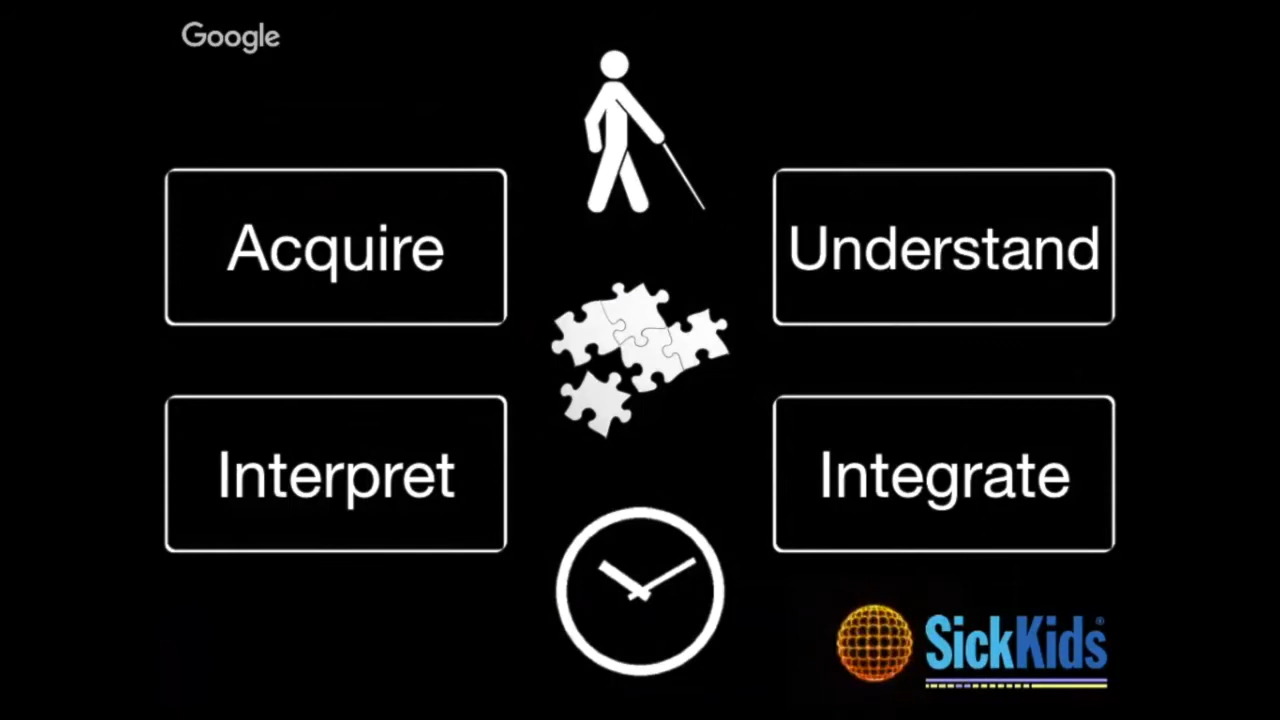 Google
Acquire
Understand
Interpret
Integrate
SickKids®